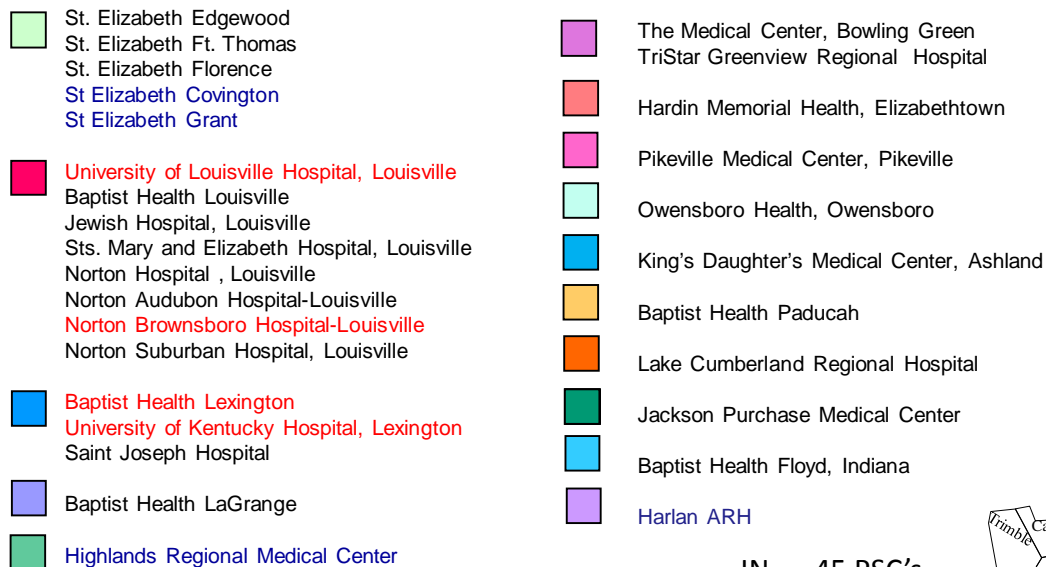 St. Elizabeth Edgewood
St. Elizabeth Ft. Thomas
St. Elizabeth Florence
St Elizabeth Covington
St Elizabeth Grant
University of Louisville Hospital, Louisville
Baptist Health Louisville
Jewish Hospital, Louisville
Sts. Mary and Elizabeth Hospital, Louisville
Norton Hospital , Louisville
Norton Audubon Hospital-Louisville
Norton Brownsboro Hospital-Louisville
Norton Suburban Hospital, Louisville
Baptist Health Lexington
University of Kentucky Hospital, Lexington
Saint Joseph Hospital
Baptist Health LaGrange
Highlands Regional Medical Center
The Medical Center, Bowling Green
TriStar Greenview Regional Hospital
Hardin Memorial Health, Elizabethtown
Pikeville Medical Center, Pikeville
Owensboro Health, Owensboro
King's Daughter's Medical Center, Ashland
Baptist Health Paducah
Lake Cumberland Regional Hospital
Jackson Purchase Medical Center
Baptist Health Floyd, Indiana
Harlan ARH
Trimble